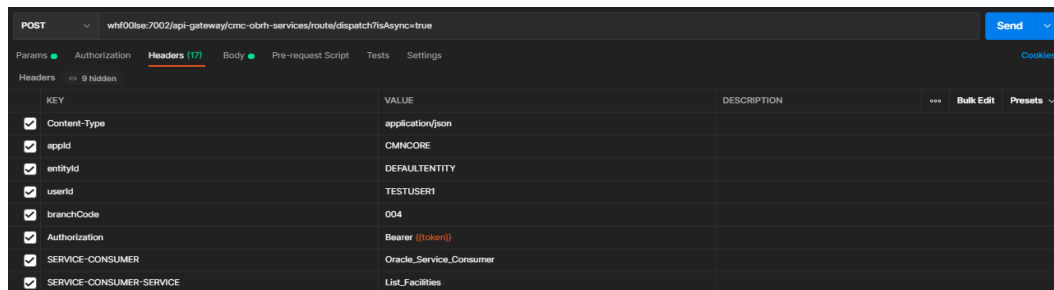 POST whf00lse:7002/api-gateway/cmc-obrh-services/route/dispatch?isAsync=true Send
Params Authorization Headers (17) Body Pre-request Script Tests Settings Cookies
Headers 9 hidden
KEY VALUE DESCRIPTION ooo Bulk Edit Presets
Content-Type application/json
appId CMNCORE
entityId DEFAULTENTITY
userId TESTUSER1
branchCode 004
Authorization Bearer {{token}}
SERVICE-CONSUMER Oracle_Service_Consumer
SERVICE-CONSUMER-SERVICE List_Facilities